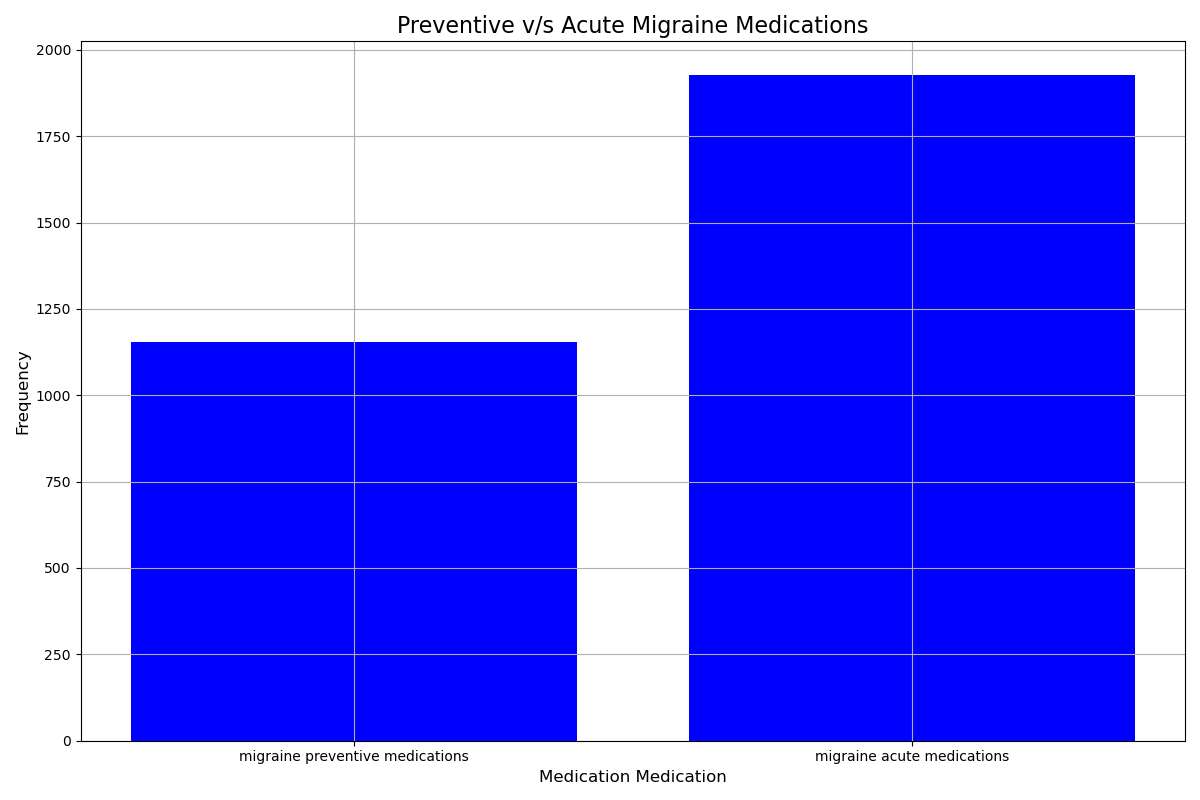 Preventive v/s Acute Migraine Medications
2000
1750
1500
1250
1000
750
500
250
0
Frequency
migraine preventive medications
migraine acute medications
Medication Medication